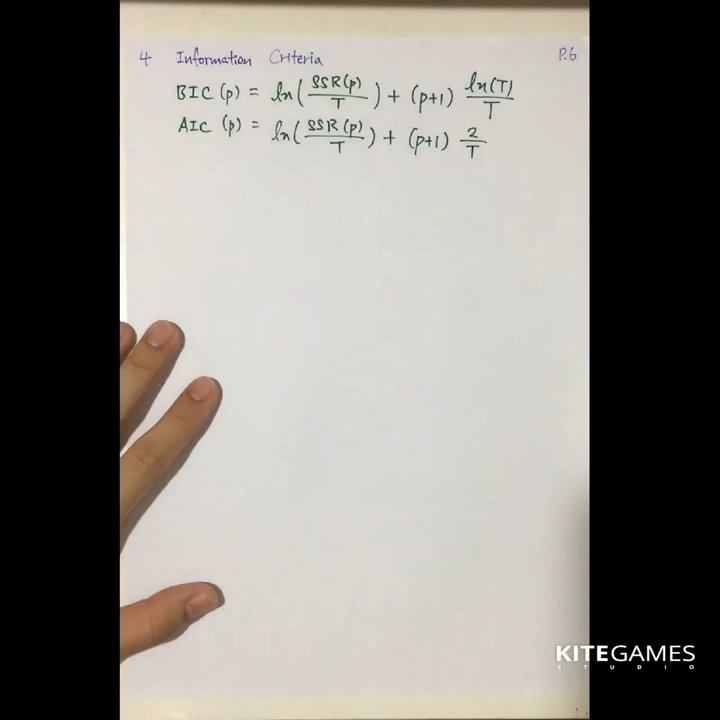 4 Information Criteria P.6
BIC (p) = ln(SSR(p)/T) + (p+1) ln(T)/T
AIC (p) = ln(SSR(p)/T) + (p+1) 2/T
KITEGAMES
STUDIO